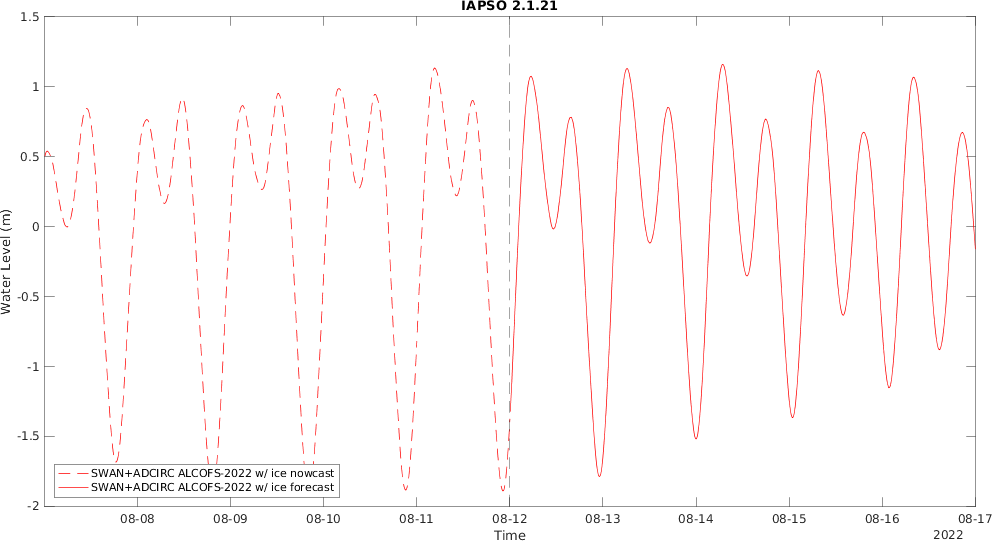 IAPSO 2.1.21
1.5
1
0.5
0
-0.5
-1
-1.5
-2
Water Level (m)
SWAN+ADCIRC ALCOFS-2022 w/ ice nowcast
SWAN+ADCIRC ALCOFS-2022 w/ ice forecast
08-08 08-09 08-10 08-11 08-12 08-13 08-14 08-15 08-16 08-17
Time
2022